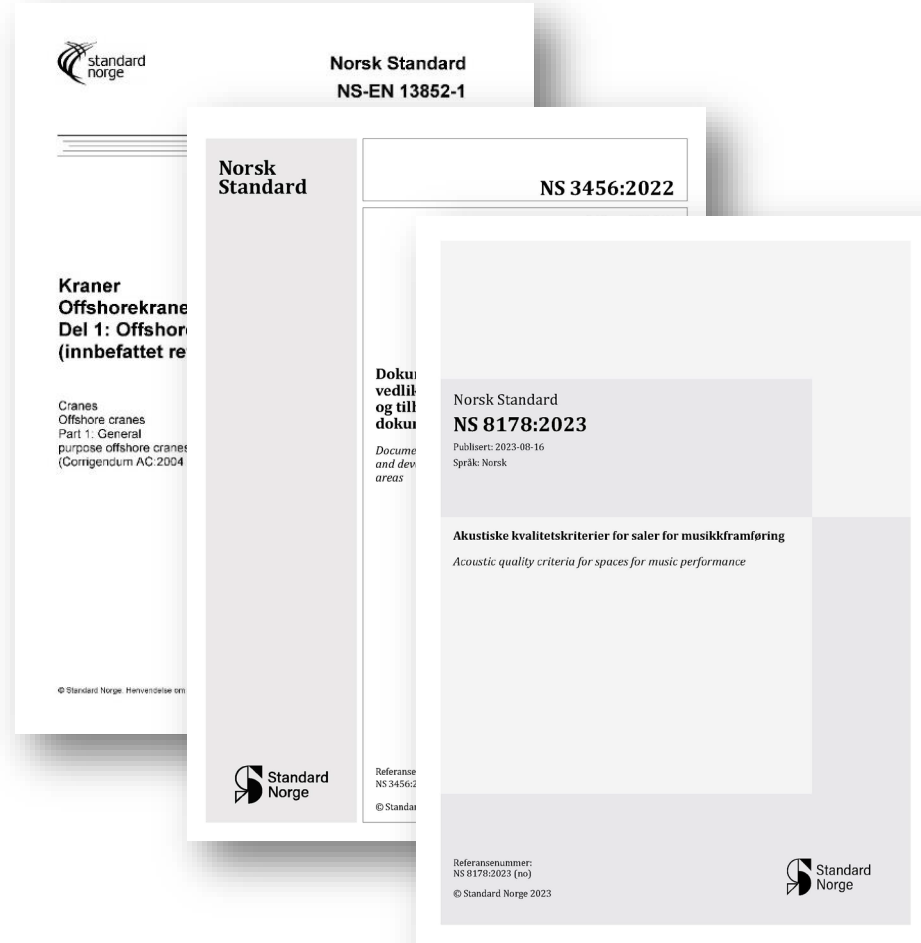 standard
norge
Norsk Standard
NS-EN 13852-1
Kraner
Offshorekrane
Del 1: Offshor
(innbefattet re
Cranes
Offshore cranes
Part 1: General
purpose offshore cranes
(Corrigendum AC:2004
© Standard Norge. Henvendelse om
Norsk
Standard
NS 3456:2022
Doku
vedlik
og till
doku
Docume
and dev
areas
Standard
Norge
Referanse
NS 3456:2
© Standar
Norsk Standard
NS 8178:2023
Publisert: 2023-08-16
Språk: Norsk
Akustiske kvalitetskriterier for saler for musikkframføring
Acoustic quality criteria for spaces for music performance
Referansenummer:
NS 8178:2023 (no)
© Standard Norge 2023
Standard
Norge